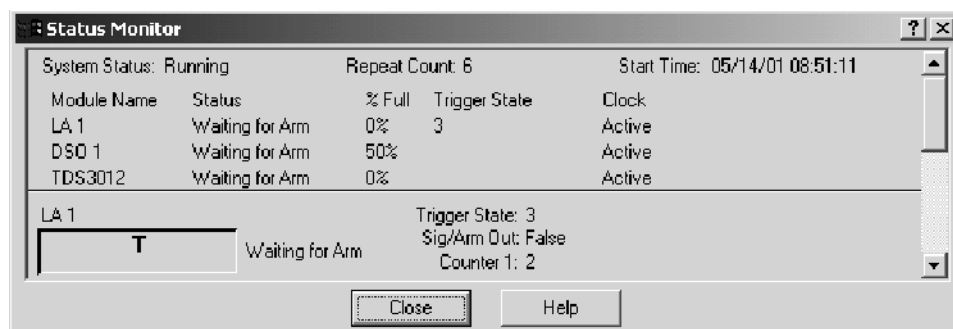 Status Monitor
System Status: Running Repeat Count: 6 Start Time: 05/14/01 08:51:11
Module Name Status % Full Trigger State Clock
LA 1 Waiting for Arm 0% 3 Active
DSO 1 Waiting for Arm 50% Active
TDS3012 Waiting for Arm 0% Active
LA 1
T Waiting for Arm
Trigger State: 3
Sig/Arm Out: False
Counter 1: 2
Close Help